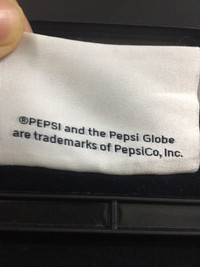 ®PEPSI and the Pepsi Globe
are trademarks of PepsiCo, Inc.